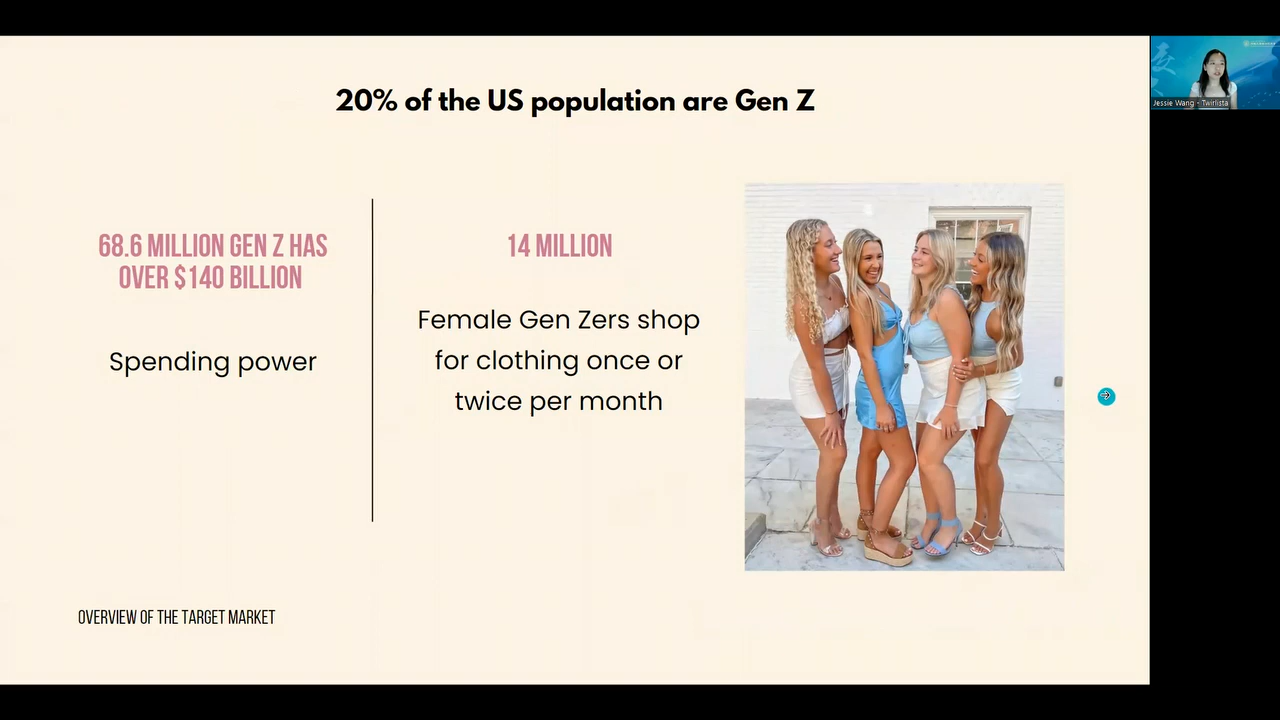 20% of the US population are Gen Z
68.6 MILLION GEN Z HAS
OVER $140 BILLION
Spending power
14 MILLION
Female Gen Zers shop
for clothing once or
twice per month
OVERVIEW OF THE TARGET MARKET
Jessie Wang - Twirlista